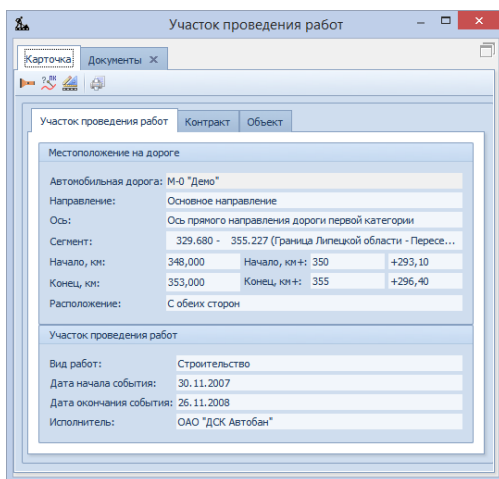 Участок проведения работ
Карточка Документы
Участок проведения работ Контракт Объект
Местоположение на дороге
Автомобильная дорога: М-0 "Демо"
Направление: Основное направление
Ось: Ось прямого направления дороги первой категории
Сегмент: 329.680 - 355.227 (Граница Липецкой области - Пересе...
Начало, км: 348,000 Начало, км+: 350 +293,10
Конец, км: 353,000 Конец, км+: 355 +296,40
Расположение: С обеих сторон
Участок проведения работ
Вид работ: Строительство
Дата начала события: 30.11.2007
Дата окончания события: 26.11.2008
Исполнитель: ОАО "ДСК Автобан"